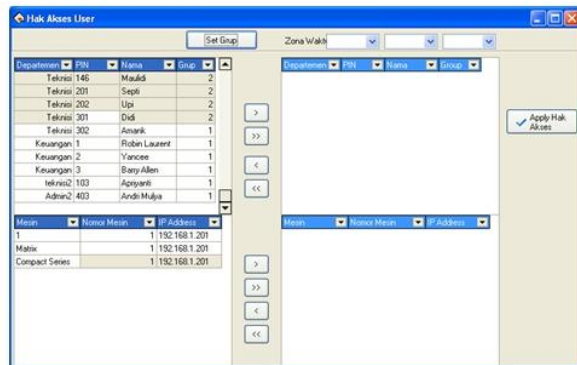 Hak Akses User
Set Grup
Zona Wakt
Departemen PIN Nama Grup
Teknisi 146 Maulidi 2
Teknisi 201 Septi 2
Teknisi 202 Upi 2
Teknisi 301 Didi 2
Teknisi 302 Amarik 1
Keuangan 1 Robin Laurent 1
Keuangan 2 Yancee 1
Keuangan 3 Barry Allen 1
teknisi2 103 Apriyanti 1
Admin2 403 Andri Mulya 1
>
>>
<
<<
Departemen PIN Nama Group
Apply Hak
Akses
Mesin Nomor Mesin IP Address
1 1 192.168.1.201
Matrix 1 192.168.1.201
Compact Series 1 192.168.1.201
>
>>
<
<<
Mesin Nomor Mesin IP Address